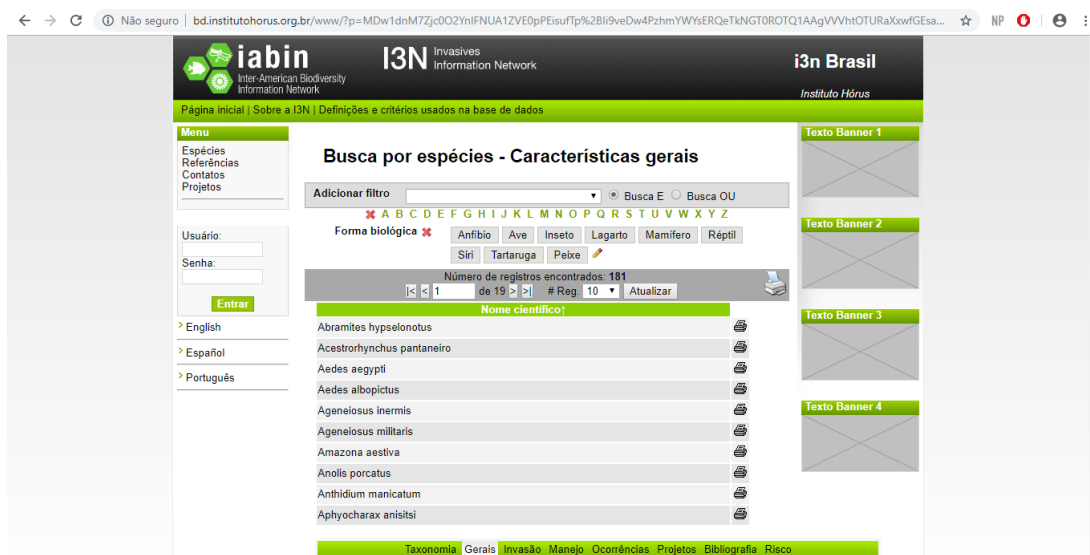 Não seguro | bd.institutohorus.org.br/www/?p=MDw1dnM7Zjc0O2YnIFNUA1ZVE0pPEisufTp%2BIi9veDw4PzhmYWYsERQeTkNGT0ROTQ1AAgVVVhtOTURaXxwfGEsa...
NP
iabin
Inter-American Biodiversity
Information Network
I3N Invasives
Information Network
i3n Brasil
Instituto Hórus
Página inicial | Sobre a I3N | Definições e critérios usados na base de dados
Menu
Espécies
Referências
Contatos
Projetos
Usuário:
Senha:
Entrar
English
Español
Português
Busca por espécies - Características gerais
Adicionar filtro
Busca E Busca OU
A B C D E F G H I J K L M N O P Q R S T U V W X Y Z
Forma biológica Anfíbio Ave Inseto Lagarto Mamífero Réptil
Siri Tartaruga Peixe
Número de registros encontrados: 181
|< < 1 de 19 > >| # Reg. 10 Atualizar
Nome científico↑
Abramites hypselonotus
Acestrorhynchus pantaneiro
Aedes aegypti
Aedes albopictus
Ageneiosus inermis
Ageneiosus militaris
Amazona aestiva
Anolis porcatus
Anthidium manicatum
Aphyocharax anisitsi
Taxonomia Gerais Invasão Manejo Ocorrências Projetos Bibliografia Risco
Texto Banner 1
Texto Banner 2
Texto Banner 3
Texto Banner 4